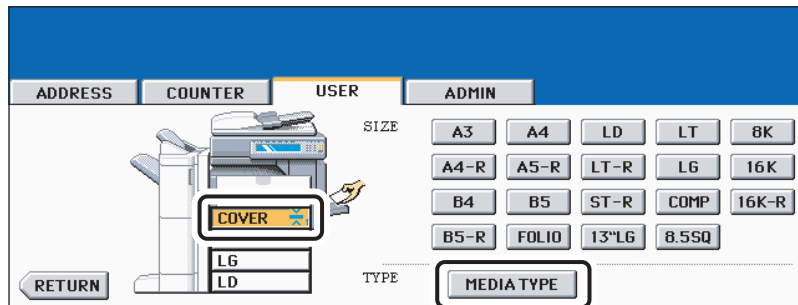 ADDRESS COUNTER USER ADMIN
SIZE A3 A4 LD LT 8K
A4-R A5-R LT-R LG 16K
B4 B5 ST-R COMP 16K-R
COVER 1
B5-R FOLIO 13"LG 8.5SQ
LG
LD
RETURN TYPE MEDIA TYPE